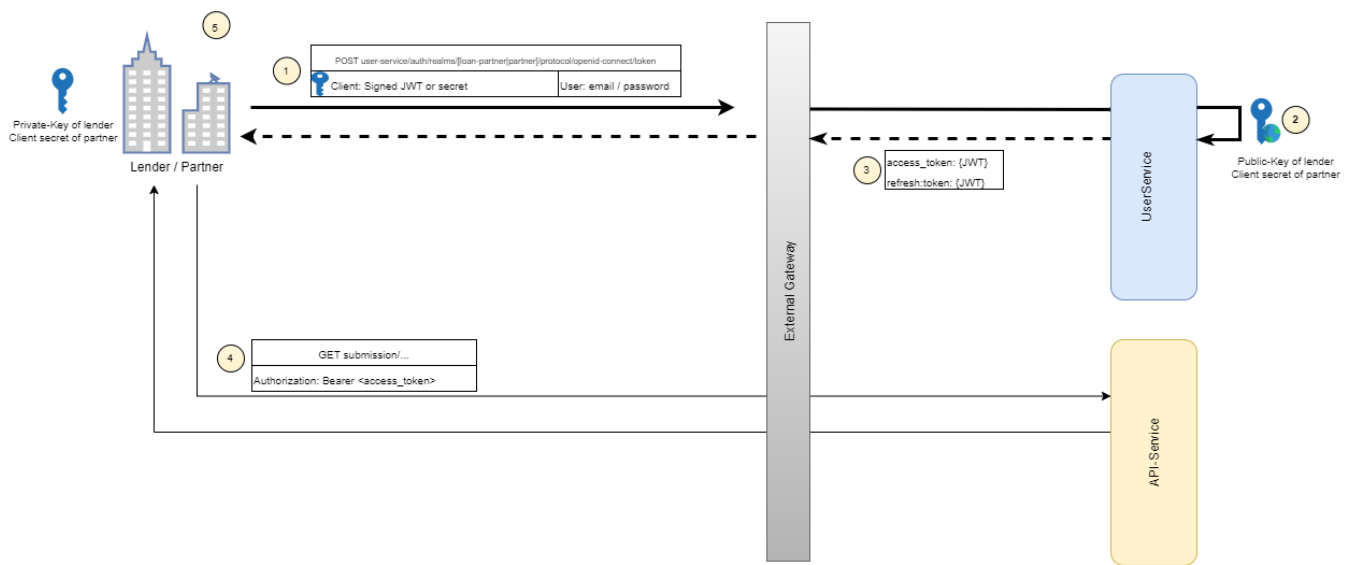 5
1
POST user-service/auth/realms/[loan-partner|partner]/protocol/openid-connect/token
Client: Signed JWT or secret
User: email / password
Private-Key of lender
Client secret of partner
Lender / Partner
2
Public-Key of lender
Client secret of partner
3
access_token: {JWT}
refresh:token: {JWT}
UserService
External Gateway
4
GET submission/...
Authorization: Bearer <access_token>
API-Service